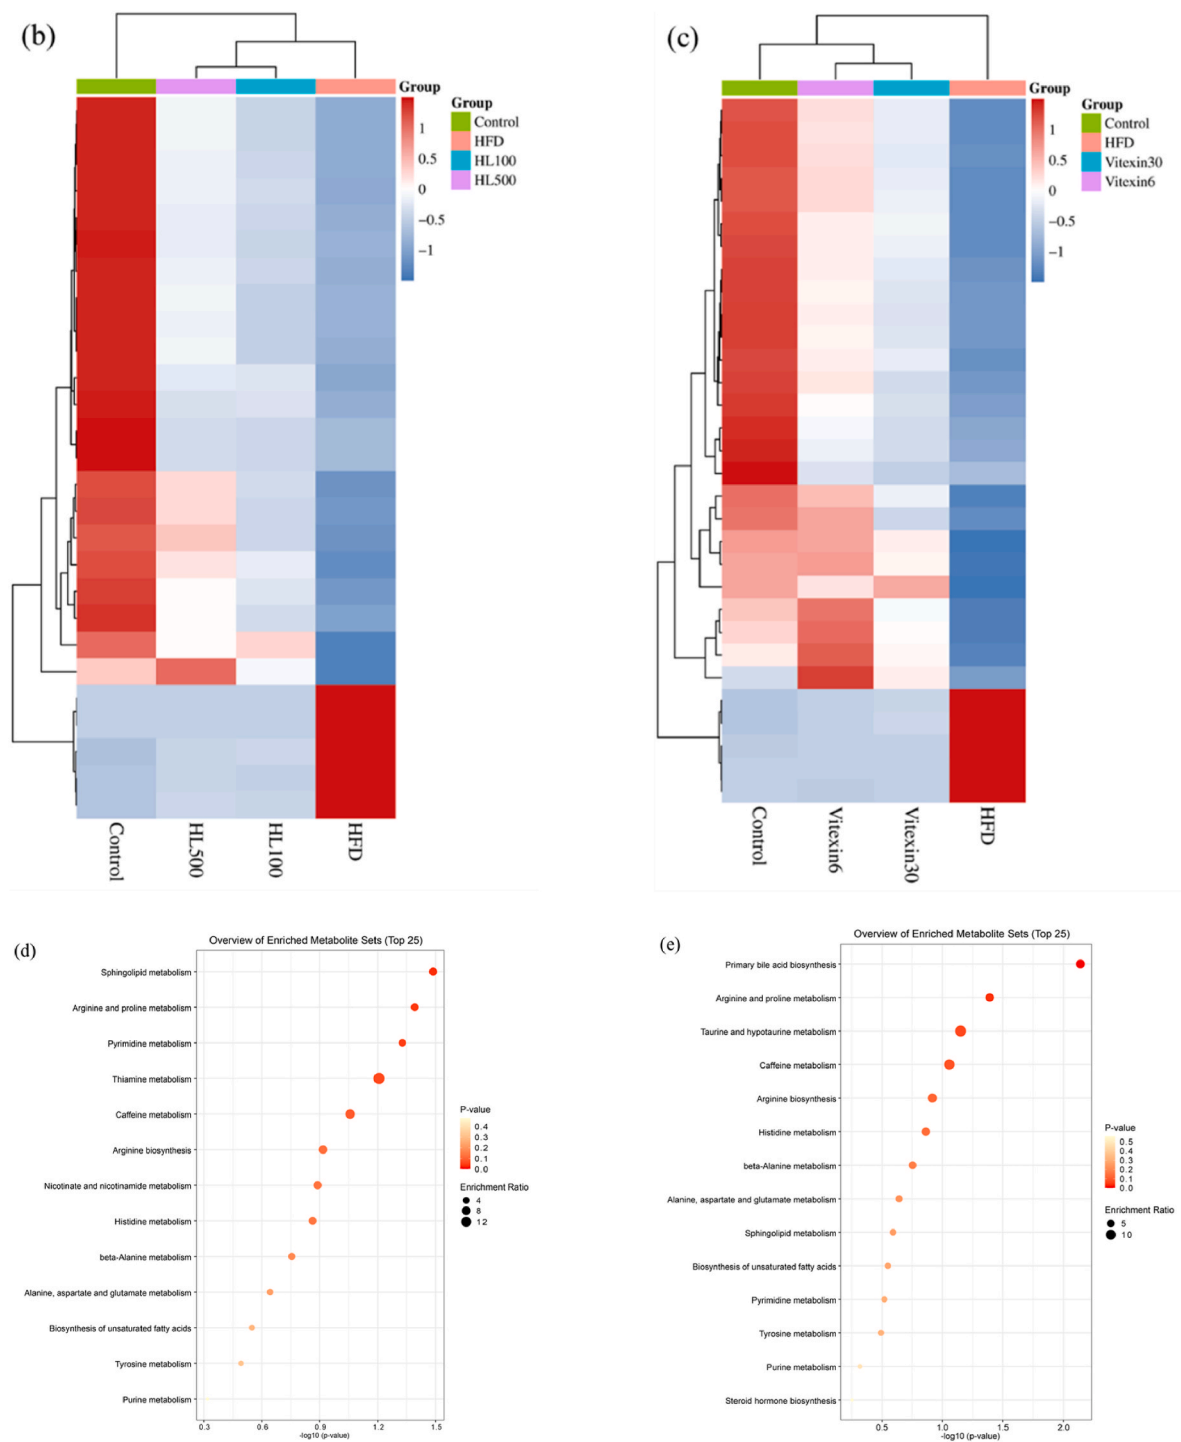 (b)
Group
1
0.5
0
−0.5
−1
Group
Control
HFD
HL100
HL500
Control
HL500
HL100
HFD
(c)
Group
1
0.5
0
−0.5
−1
Group
Control
HFD
Vitexin30
Vitexin6
Control
Vitexin6
Vitexin30
HFD
(d)
Overview of Enriched Metabolite Sets (Top 25)
Sphingolipid metabolism
Arginine and proline metabolism
Pyrimidine metabolism
Thiamine metabolism
Caffeine metabolism
Arginine biosynthesis
Nicotinate and nicotinamide metabolism
Histidine metabolism
beta-Alanine metabolism
Alanine, aspartate and glutamate metabolism
Biosynthesis of unsaturated fatty acids
Tyrosine metabolism
Purine metabolism
0.3 0.6 0.9 1.2 1.5
-log10 (p-value)
P-value
0.4
0.3
0.2
0.1
0.0
Enrichment Ratio
4
8
12
(e)
Overview of Enriched Metabolite Sets (Top 25)
Primary bile acid biosynthesis
Arginine and proline metabolism
Taurine and hypotaurine metabolism
Caffeine metabolism
Arginine biosynthesis
Histidine metabolism
beta-Alanine metabolism
Alanine, aspartate and glutamate metabolism
Sphingolipid metabolism
Biosynthesis of unsaturated fatty acids
Pyrimidine metabolism
Tyrosine metabolism
Purine metabolism
Steroid hormone biosynthesis
0.5 1.0 1.5 2.0
-log10 (p-value)
P-value
0.5
0.4
0.3
0.2
0.1
0.0
Enrichment Ratio
5
10